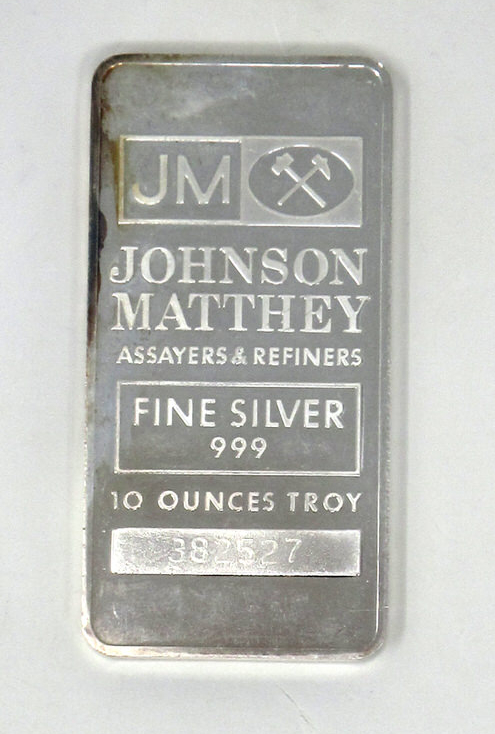 JM
JOHNSON
MATTHEY
ASSAYERS & REFINERS
FINE SILVER
999
10 OUNCES TROY
382527